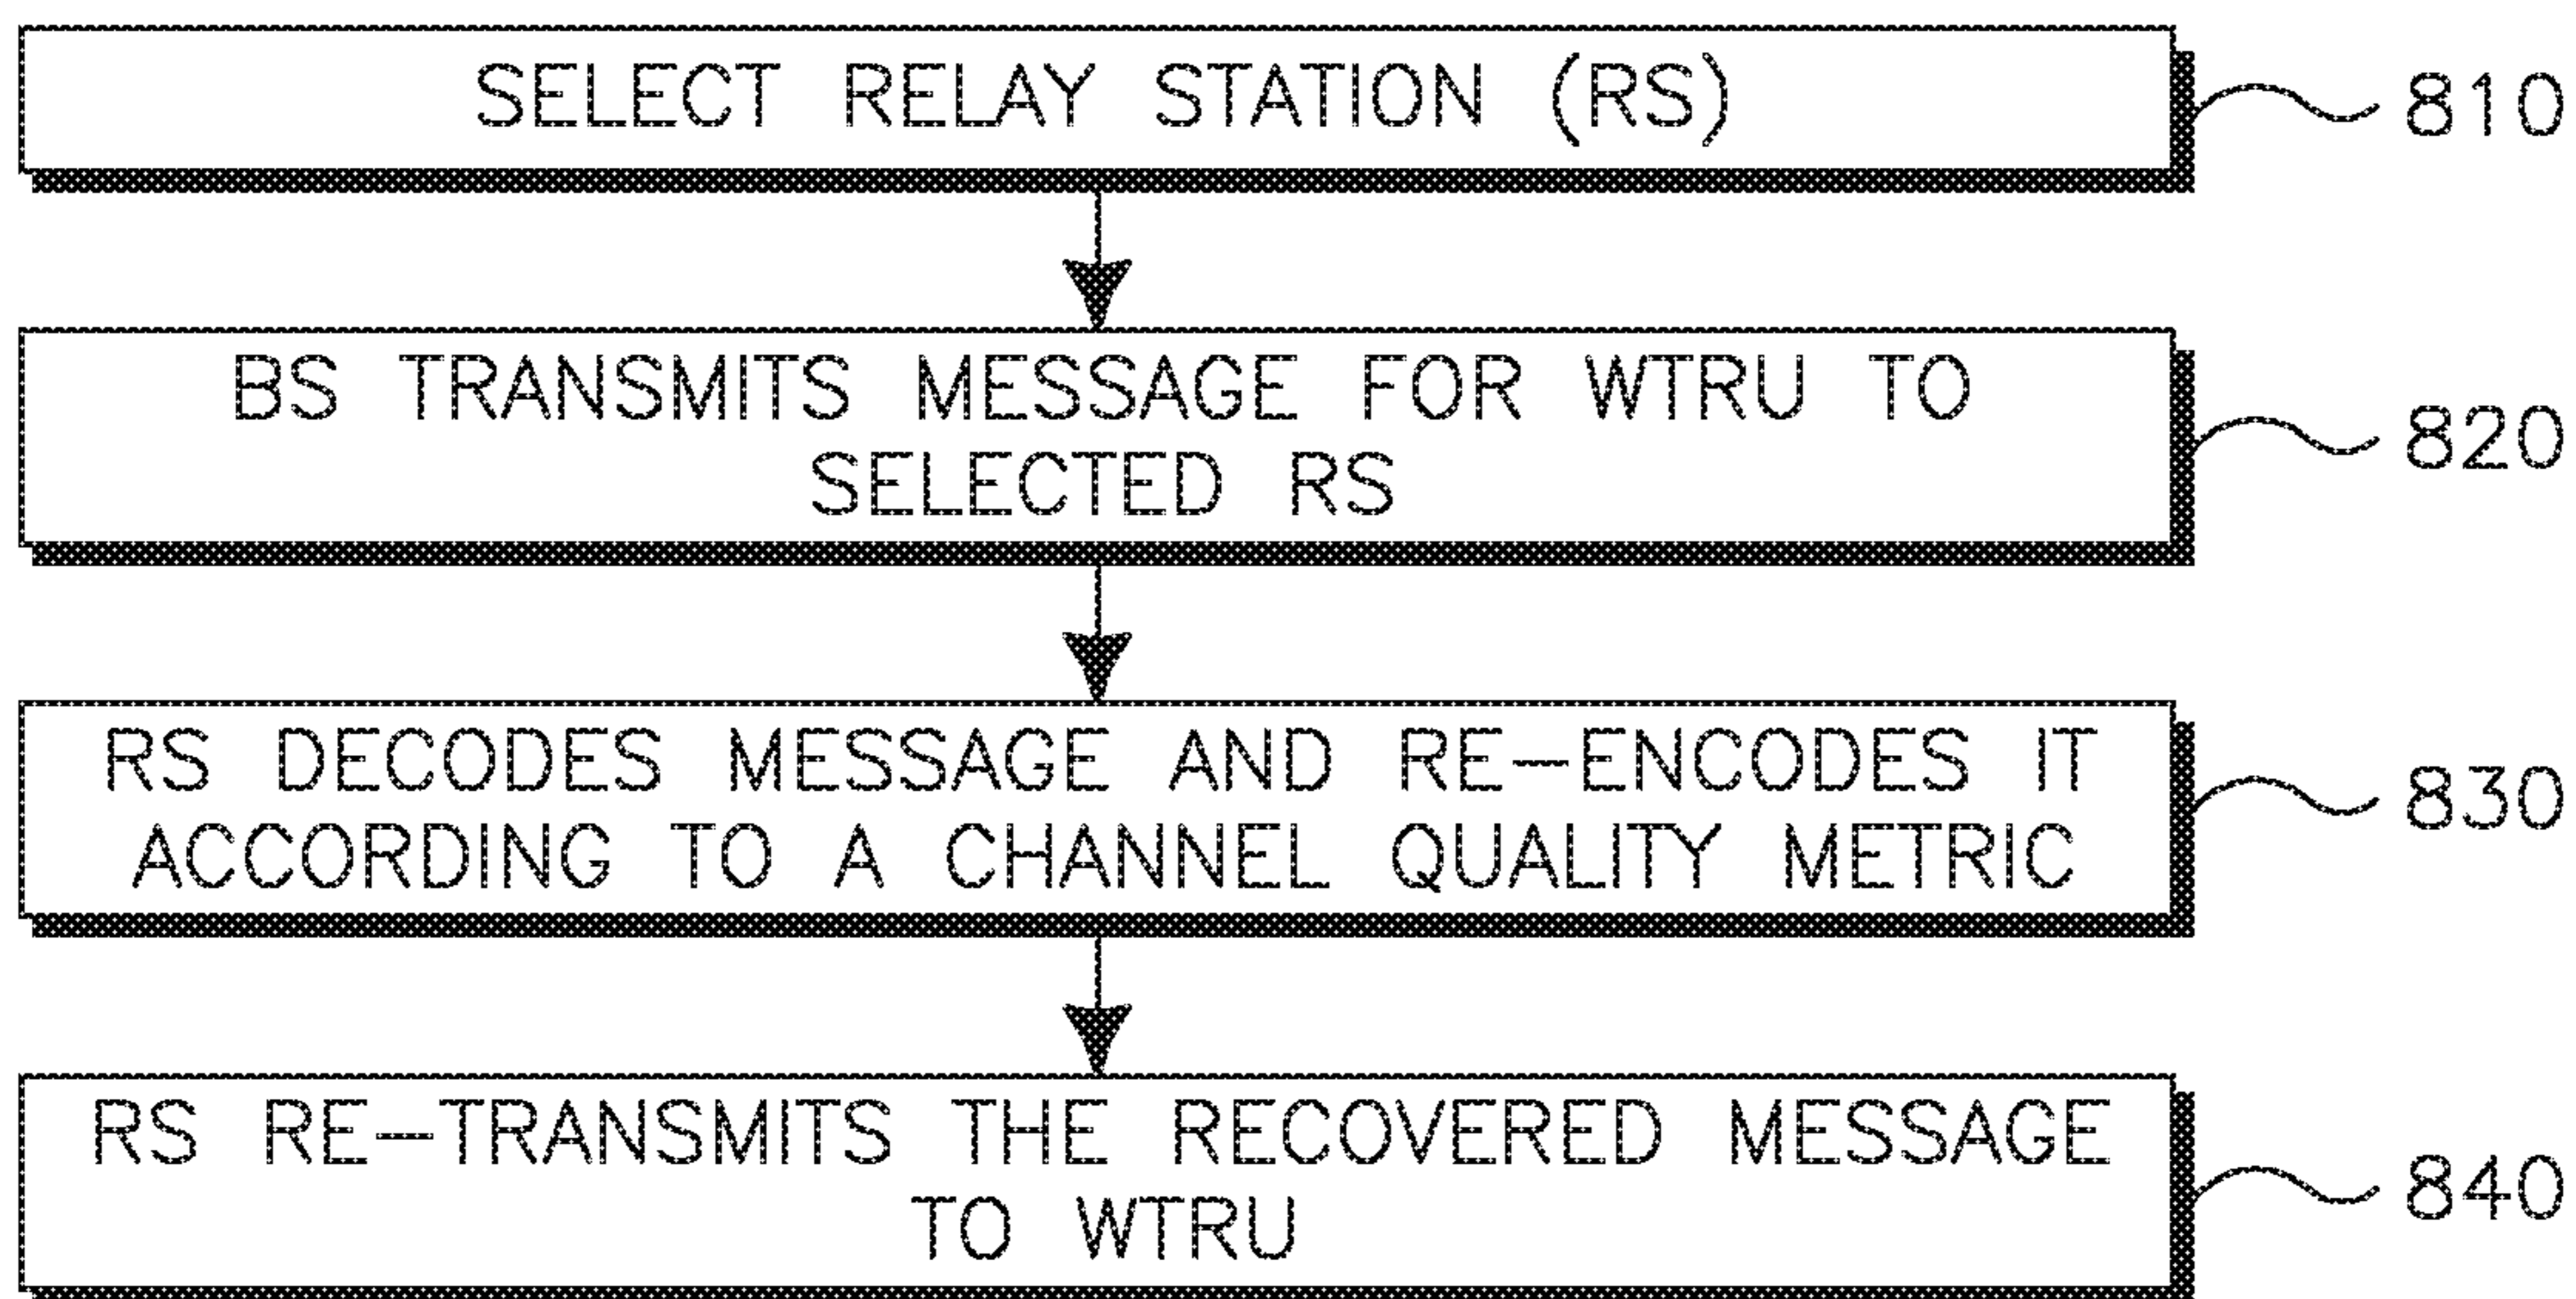 SELECT RELAY STATION (RS)
810
BS TRANSMITS MESSAGE FOR WTRU TO
SELECTED RS
820
RS DECODES MESSAGE AND RE-ENCODES IT
ACCORDING TO A CHANNEL QUALITY METRIC
830
RS RE-TRANSMITS THE RECOVERED MESSAGE
TO WTRU
840